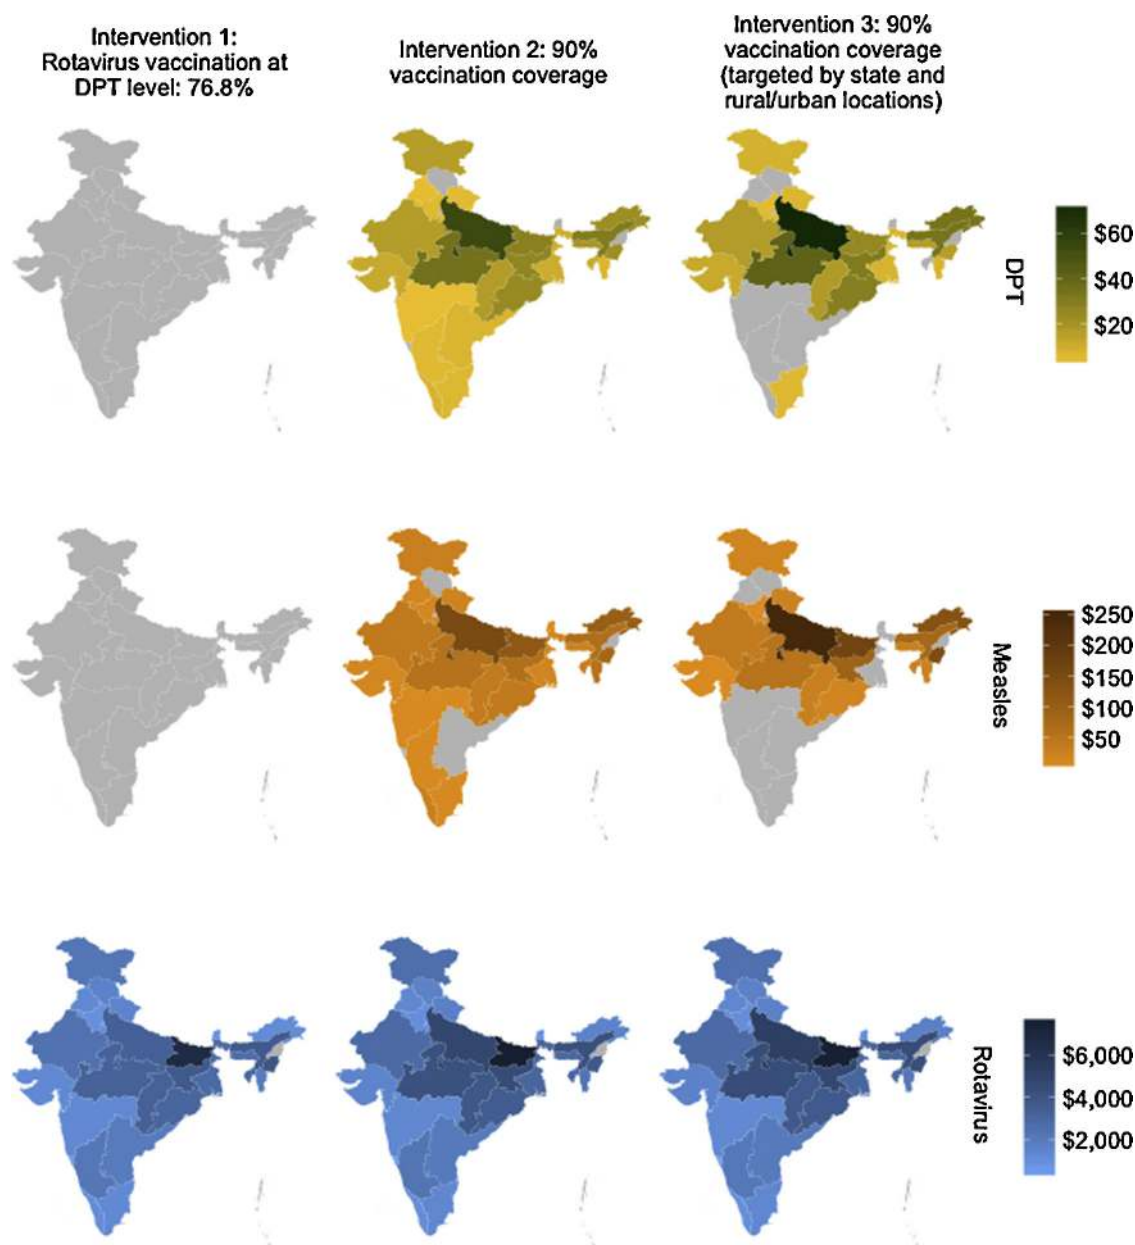 Intervention 1:
Rotavirus vaccination at
DPT level: 76.8%
Intervention 2: 90%
vaccination coverage
Intervention 3: 90%
vaccination coverage
(targeted by state and
rural/urban locations)
DPT
$60
$40
$20
Measles
$250
$200
$150
$100
$50
Rotavirus
$6,000
$4,000
$2,000